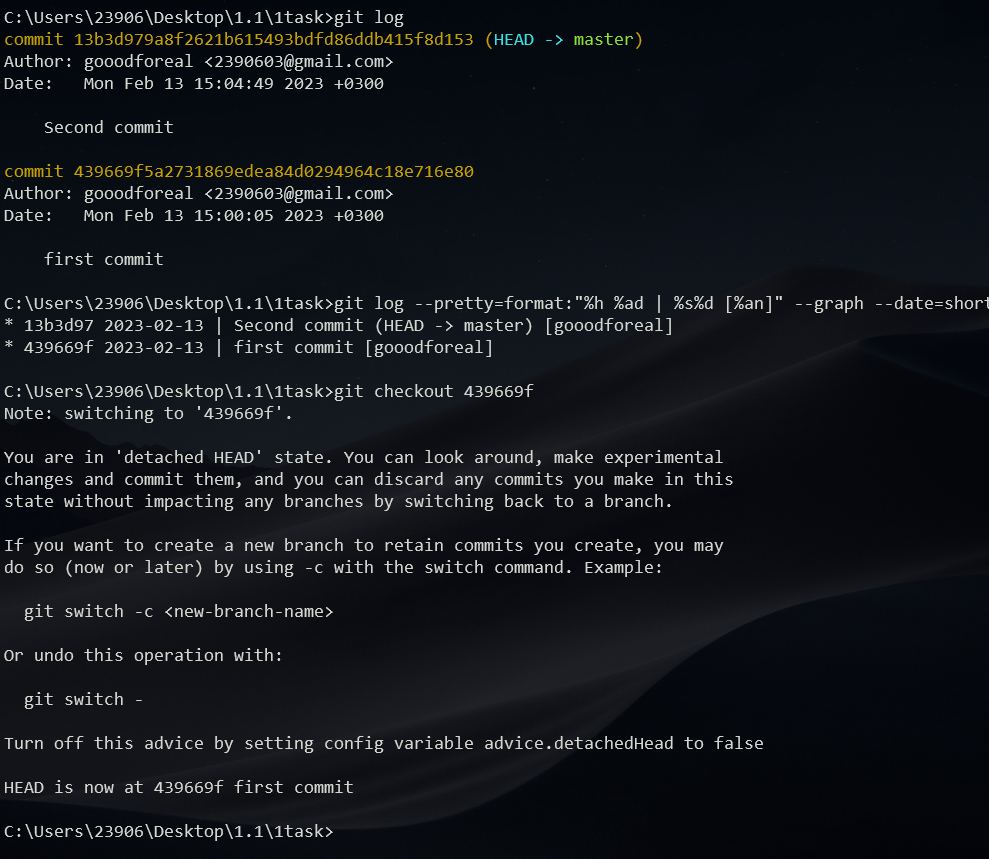 C:\Users\23906\Desktop\1.1\1task>git log
commit 13b3d979a8f2621b615493bdfd86ddb415f8d153 (HEAD -> master)
Author: gooodforeal <2390603@gmail.com>
Date:   Mon Feb 13 15:04:49 2023 +0300
    Second commit
commit 439669f5a2731869edea84d0294964c18e716e80
Author: gooodforeal <2390603@gmail.com>
Date:   Mon Feb 13 15:00:05 2023 +0300
    first commit
C:\Users\23906\Desktop\1.1\1task>git log --pretty=format:"%h %ad | %s%d [%an]" --graph --date=short
* 13b3d97 2023-02-13 | Second commit (HEAD -> master) [gooodforeal]
* 439669f 2023-02-13 | first commit [gooodforeal]
C:\Users\23906\Desktop\1.1\1task>git checkout 439669f
Note: switching to '439669f'.
You are in 'detached HEAD' state. You can look around, make experimental
changes and commit them, and you can discard any commits you make in this
state without impacting any branches by switching back to a branch.
If you want to create a new branch to retain commits you create, you may
do so (now or later) by using -c with the switch command. Example:
  git switch -c <new-branch-name>
Or undo this operation with:
  git switch -
Turn off this advice by setting config variable advice.detachedHead to false
HEAD is now at 439669f first commit
C:\Users\23906\Desktop\1.1\1task>